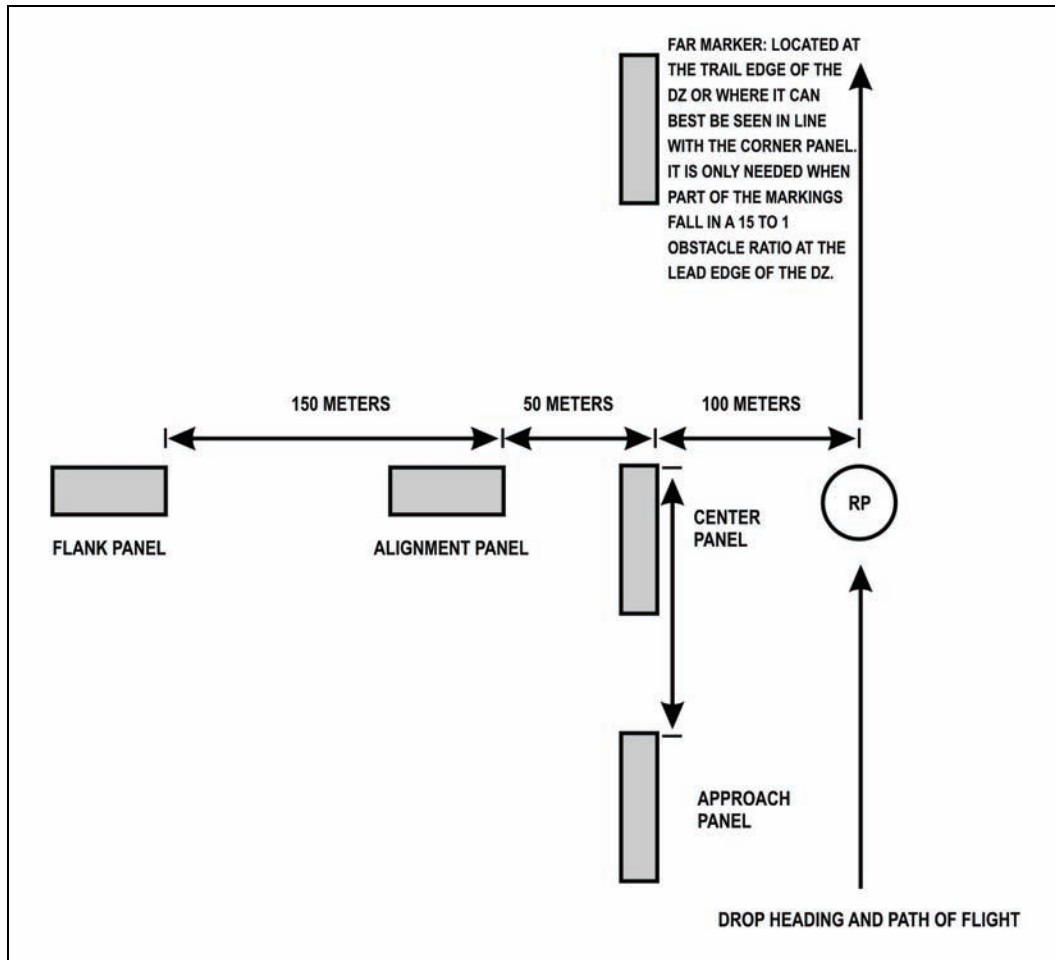 FAR MARKER: LOCATED AT
THE TRAIL EDGE OF THE
DZ OR WHERE IT CAN
BEST BE SEEN IN LINE
WITH THE CORNER PANEL.
IT IS ONLY NEEDED WHEN
PART OF THE MARKINGS
FALL IN A 15 TO 1
OBSTACLE RATIO AT THE
LEAD EDGE OF THE DZ.
150 METERS
50 METERS
100 METERS
FLANK PANEL
ALIGNMENT PANEL
CENTER
PANEL
RP
APPROACH
PANEL
DROP HEADING AND PATH OF FLIGHT